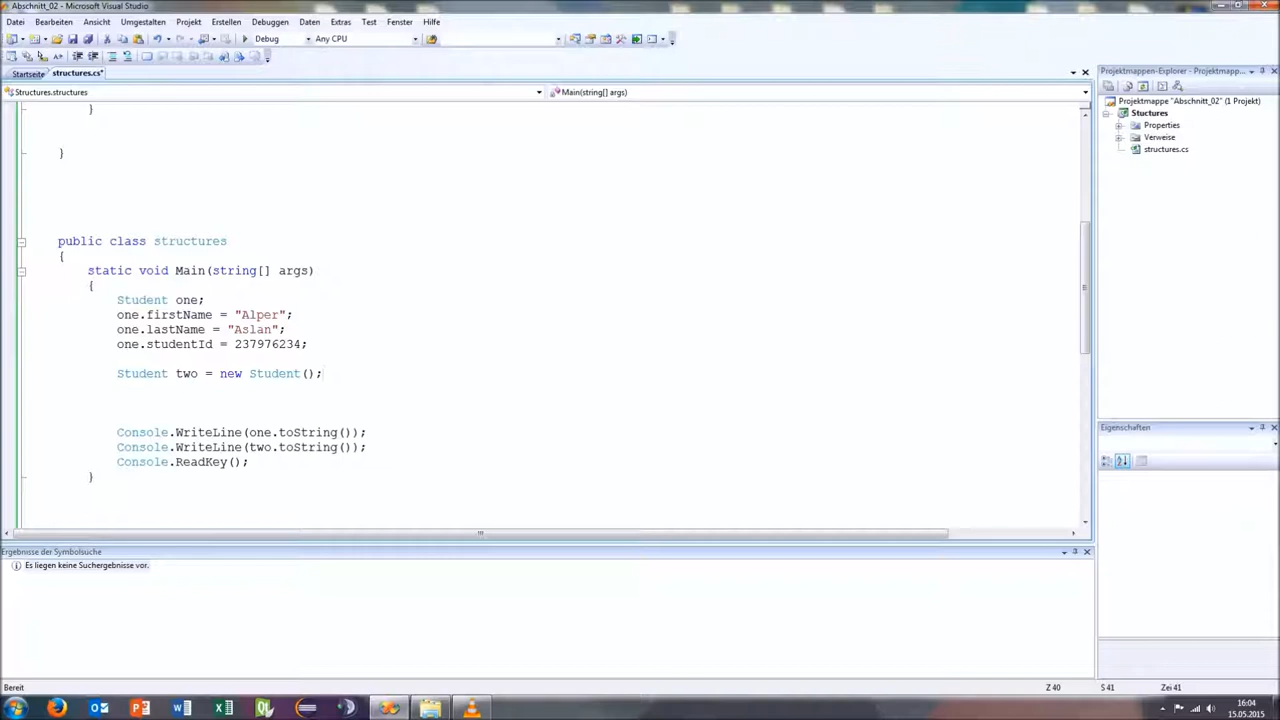 Abschnitt_02 - Microsoft Visual Studio
Datei Bearbeiten Ansicht Umgestalten Projekt Erstellen Debuggen Daten Extras Test Fenster Hilfe
Debug Any CPU
Startseite structures.cs*
Structures.structures Main(string[] args)
}
}
public class structures
{
static void Main(string[] args)
{
Student one;
one.firstName = "Alper";
one.lastName = "Aslan";
one.studentId = 237976234;
Student two = new Student();
Console.WriteLine(one.toString());
Console.WriteLine(two.toString());
Console.ReadKey();
}
Projektmappen-Explorer - Projektmapp...
Projektmappe "Abschnitt_02" (1 Projekt)
Stuctures
Properties
Verweise
structures.cs
Eigenschaften
Ergebnisse der Symbolsuche
Es liegen keine Suchergebnisse vor.
Bereit Z 40 S 41 Zei 41
16:04
15.05.2015